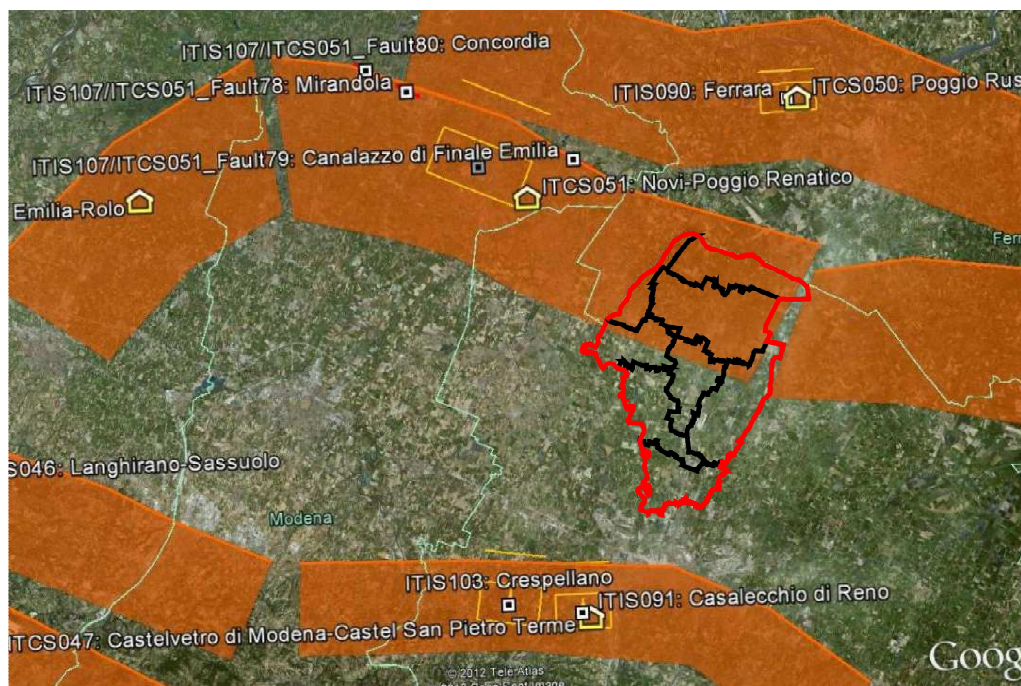 ITIS107/ITCS051_Fault80: Concordia
ITIS107/ITCS051_Fault78: Mirandola
ITIS090: Ferrara
ITCS050: Poggio Rus
ITIS107/ITCS051_Fault79: Canalazzo di Finale Emilia
ITCS051: Novi-Poggio Renatico
Emilia-Rolo
Ferr
S046: Langhirano-Sassuolo
Modena
ITIS103: Crespellano
ITIS091: Casalecchio di Reno
ITCS047: Castelvetro di Modena-Castel San Pietro Terme
© 2012 Tele Atlas
Goog